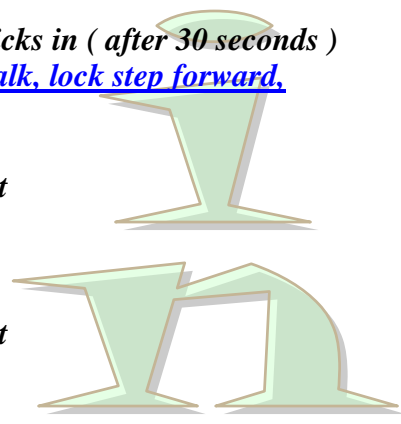 icks in ( after 30 seconds )
alk, lock step forward,
t
t
i
n